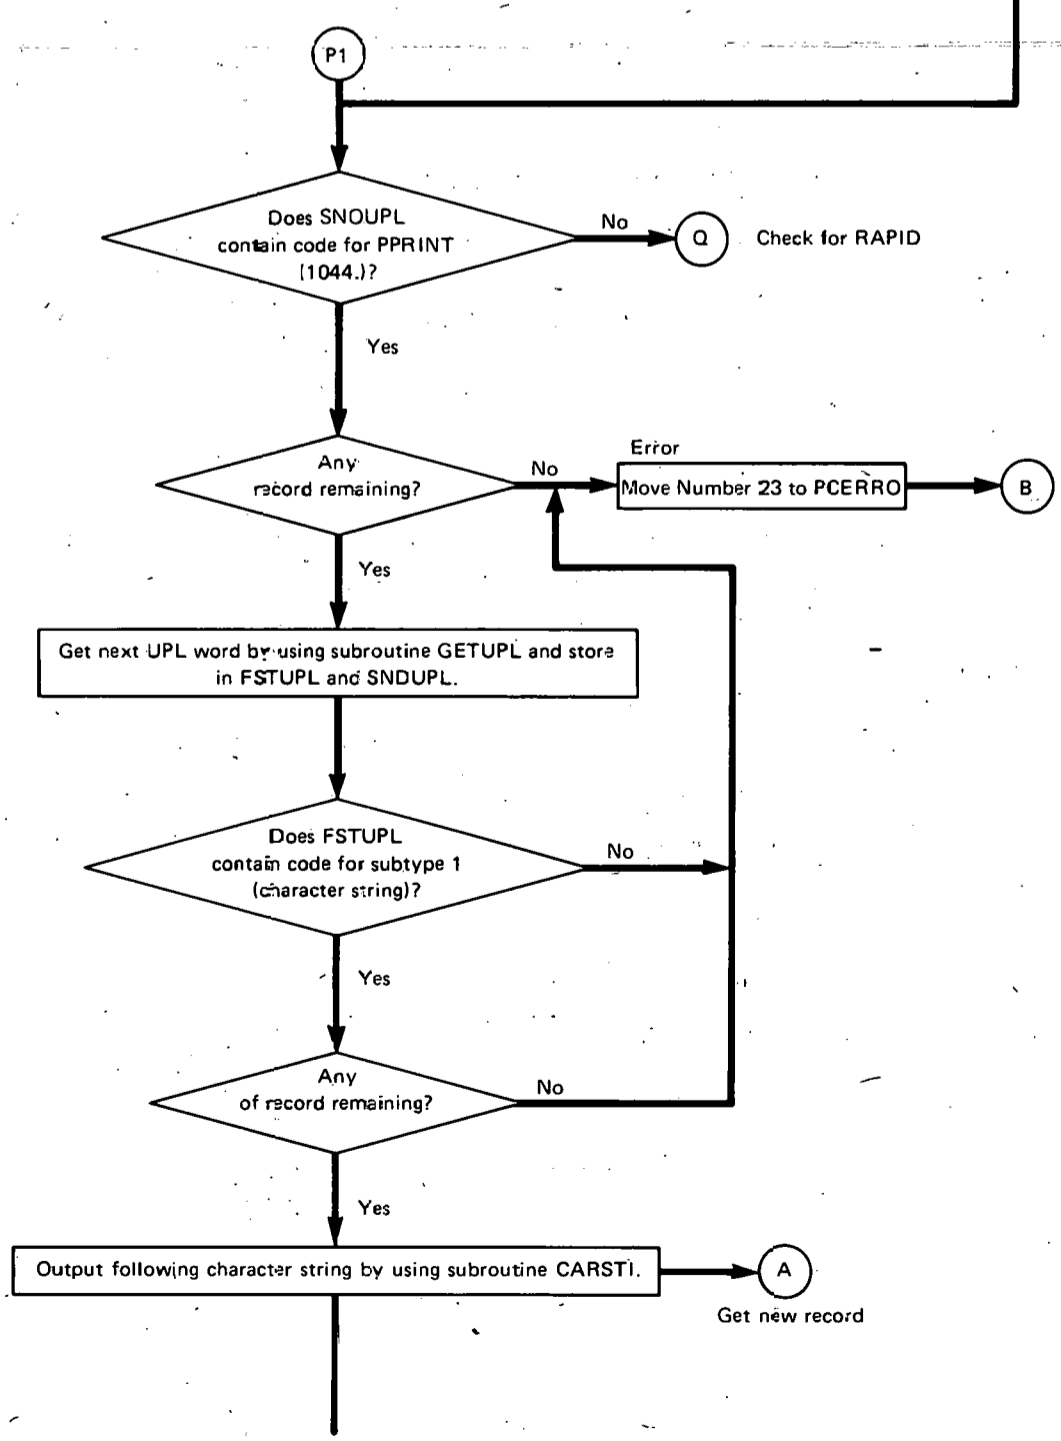 P1
Does SNOUPL
contain code for PPRINT
(1044.)?
No
Q
Check for RAPID
Yes
Any
record remaining?
No
Error
Move Number 23 to PCERRO
B
Yes
Get next UPL word by using subroutine GETUPL and store
in FSTUPL and SNDUPL.
Does FSTUPL
contain code for subtype 1
(character string)?
No
Yes
Any
of record remaining?
No
Yes
Output following character string by using subroutine CARSTI.
A
Get new record